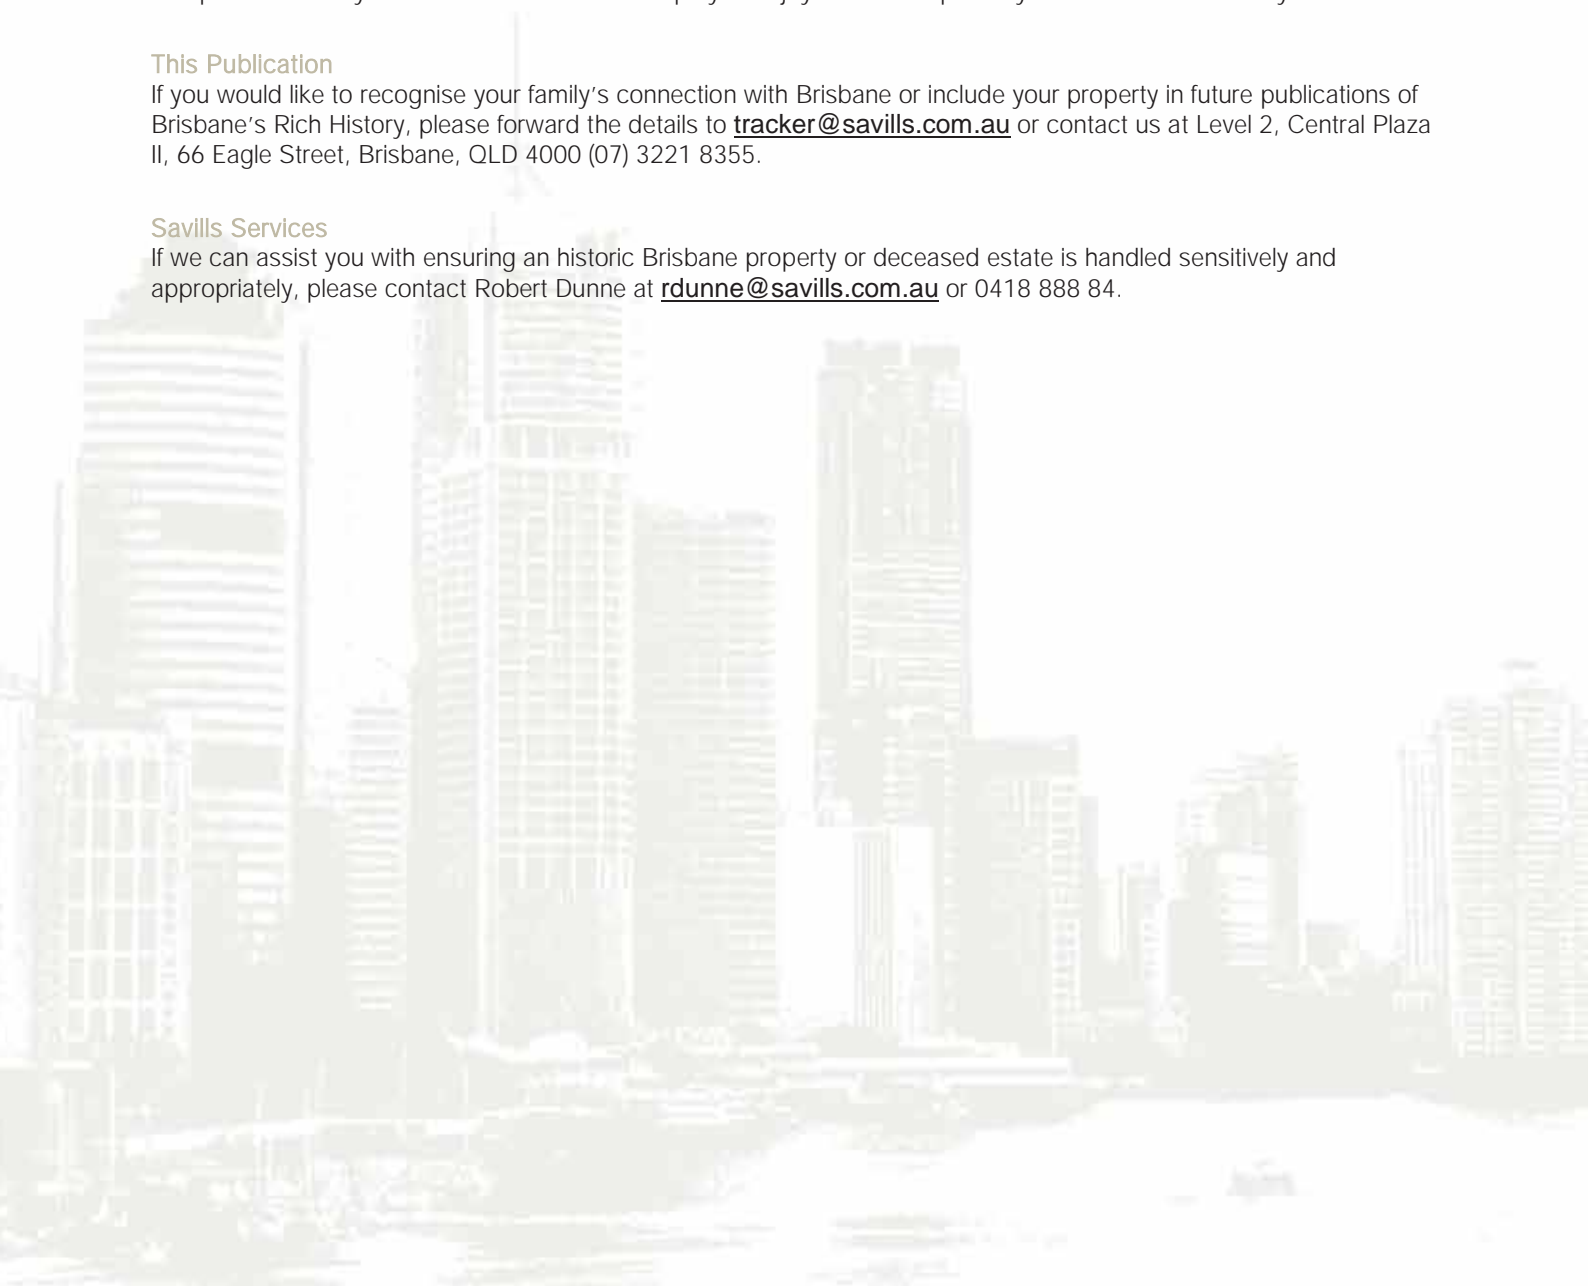 This Publication
If you would like to recognise your family’s connection with Brisbane or include your property in future publications of
Brisbane’s Rich History, please forward the details to tracker@savills.com.au or contact us at Level 2, Central Plaza
II, 66 Eagle Street, Brisbane, QLD 4000 (07) 3221 8355.
Savills Services
If we can assist you with ensuring an historic Brisbane property or deceased estate is handled sensitively and
appropriately, please contact Robert Dunne at rdunne@savills.com.au or 0418 888 84.